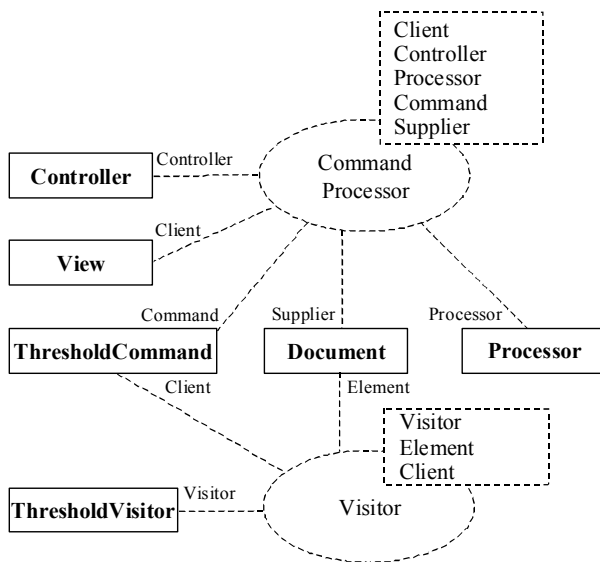 Client
Controller
Processor
Command
Supplier
Controller
Controller
Command
Processor
Client
View
Command
Supplier
Processor
ThresholdCommand
Document
Processor
Client
Element
Visitor
Element
Client
Visitor
ThresholdVisitor
Visitor